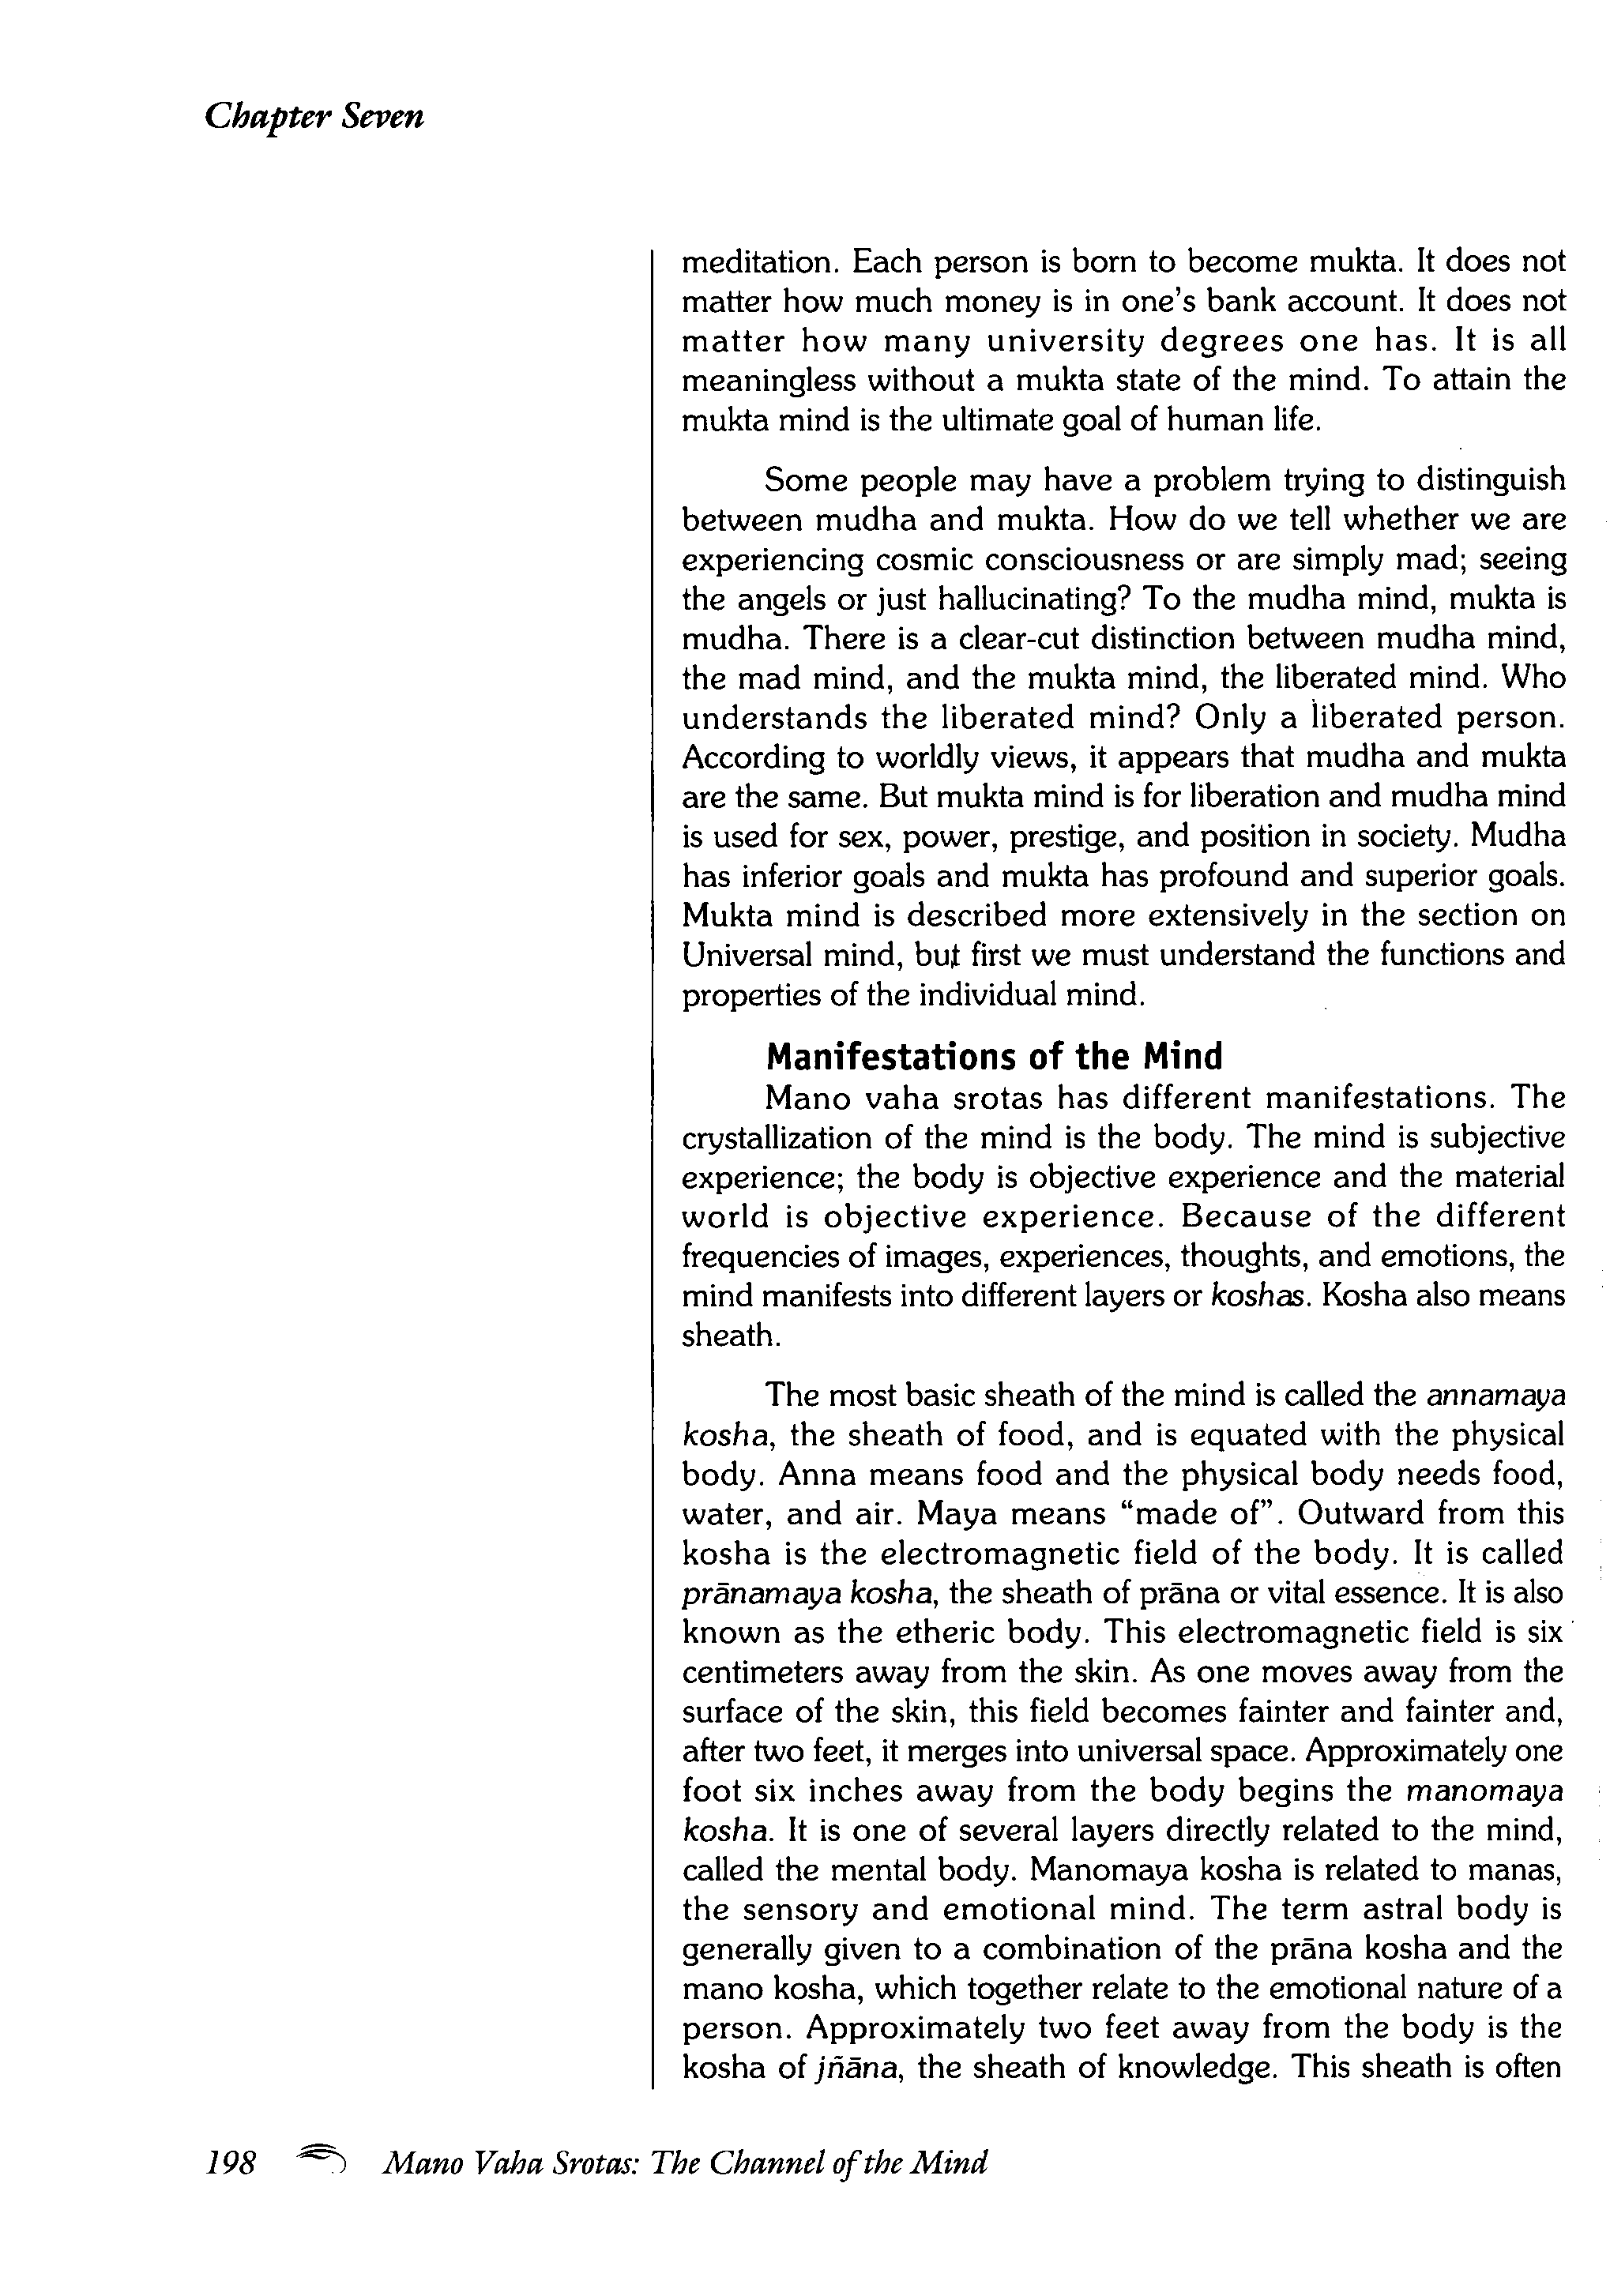 Chapter Seven
meditation. Each person is born to become mukta. It does not
matter how much money is in one's bank account. It does not
matter how many university degrees one has. It is all
meaningless without a mukta state of the mind. To attain the
mukta mind is the ultimate goal of human life.
Some people may have a problem trying to distinguish
between mudha and mukta. How do we tell whether we are
experiencing cosmic consciousness or are simply mad; seeing
the angels or just hallucinating? To the mudha mind, mukta is
mudha. There is a clear-cut distinction between mudha mind,
the mad mind, and the mukta mind, the liberated mind. Who
understands the liberated mind? Only a liberated person.
According to worldly views, it appears that mudha and mukta
are the same. But mukta mind is for liberation and mudha mind
is used for sex, power, prestige, and position in society. Mudha
has inferior goals and mukta has profound and superior goals.
Mukta mind is described more extensively in the section on
Universal mind, but first we must understand the functions and
properties of the individual mind.
Manifestations of the Mind
Mano vaha srotas has different manifestations. The
crystallization of the mind is the body. The mind is subjective
experience; the body is objective experience and the material
world is objective experience. Because of the different
frequencies of images, experiences, thoughts, and emotions, the
mind manifests into different layers or koshas. Kosha also means
sheath.
The most basic sheath of the mind is called the annamaya
kosha, the sheath of food, and is equated with the physical
body. Anna means food and the physical body needs food,
water, and air. Maya means “made of”. Outward from this
kosha is the electromagnetic field of the body. It is called
prānamaya kosha, the sheath of prāna or vital essence. It is also
known as the etheric body. This electromagnetic field is six
centimeters away from the skin. As one moves away from the
surface of the skin, this field becomes fainter and fainter and,
after two feet, it merges into universal space. Approximately one
foot six inches away from the body begins the manomaya
kosha. It is one of several layers directly related to the mind,
called the mental body. Manomaya kosha is related to manas,
the sensory and emotional mind. The term astral body is
generally given to a combination of the prāna kosha and the
mano kosha, which together relate to the emotional nature of a
person. Approximately two feet away from the body is the
kosha of jñāna, the sheath of knowledge. This sheath is often
198 Mano Vaha Srotas: The Channel of the Mind